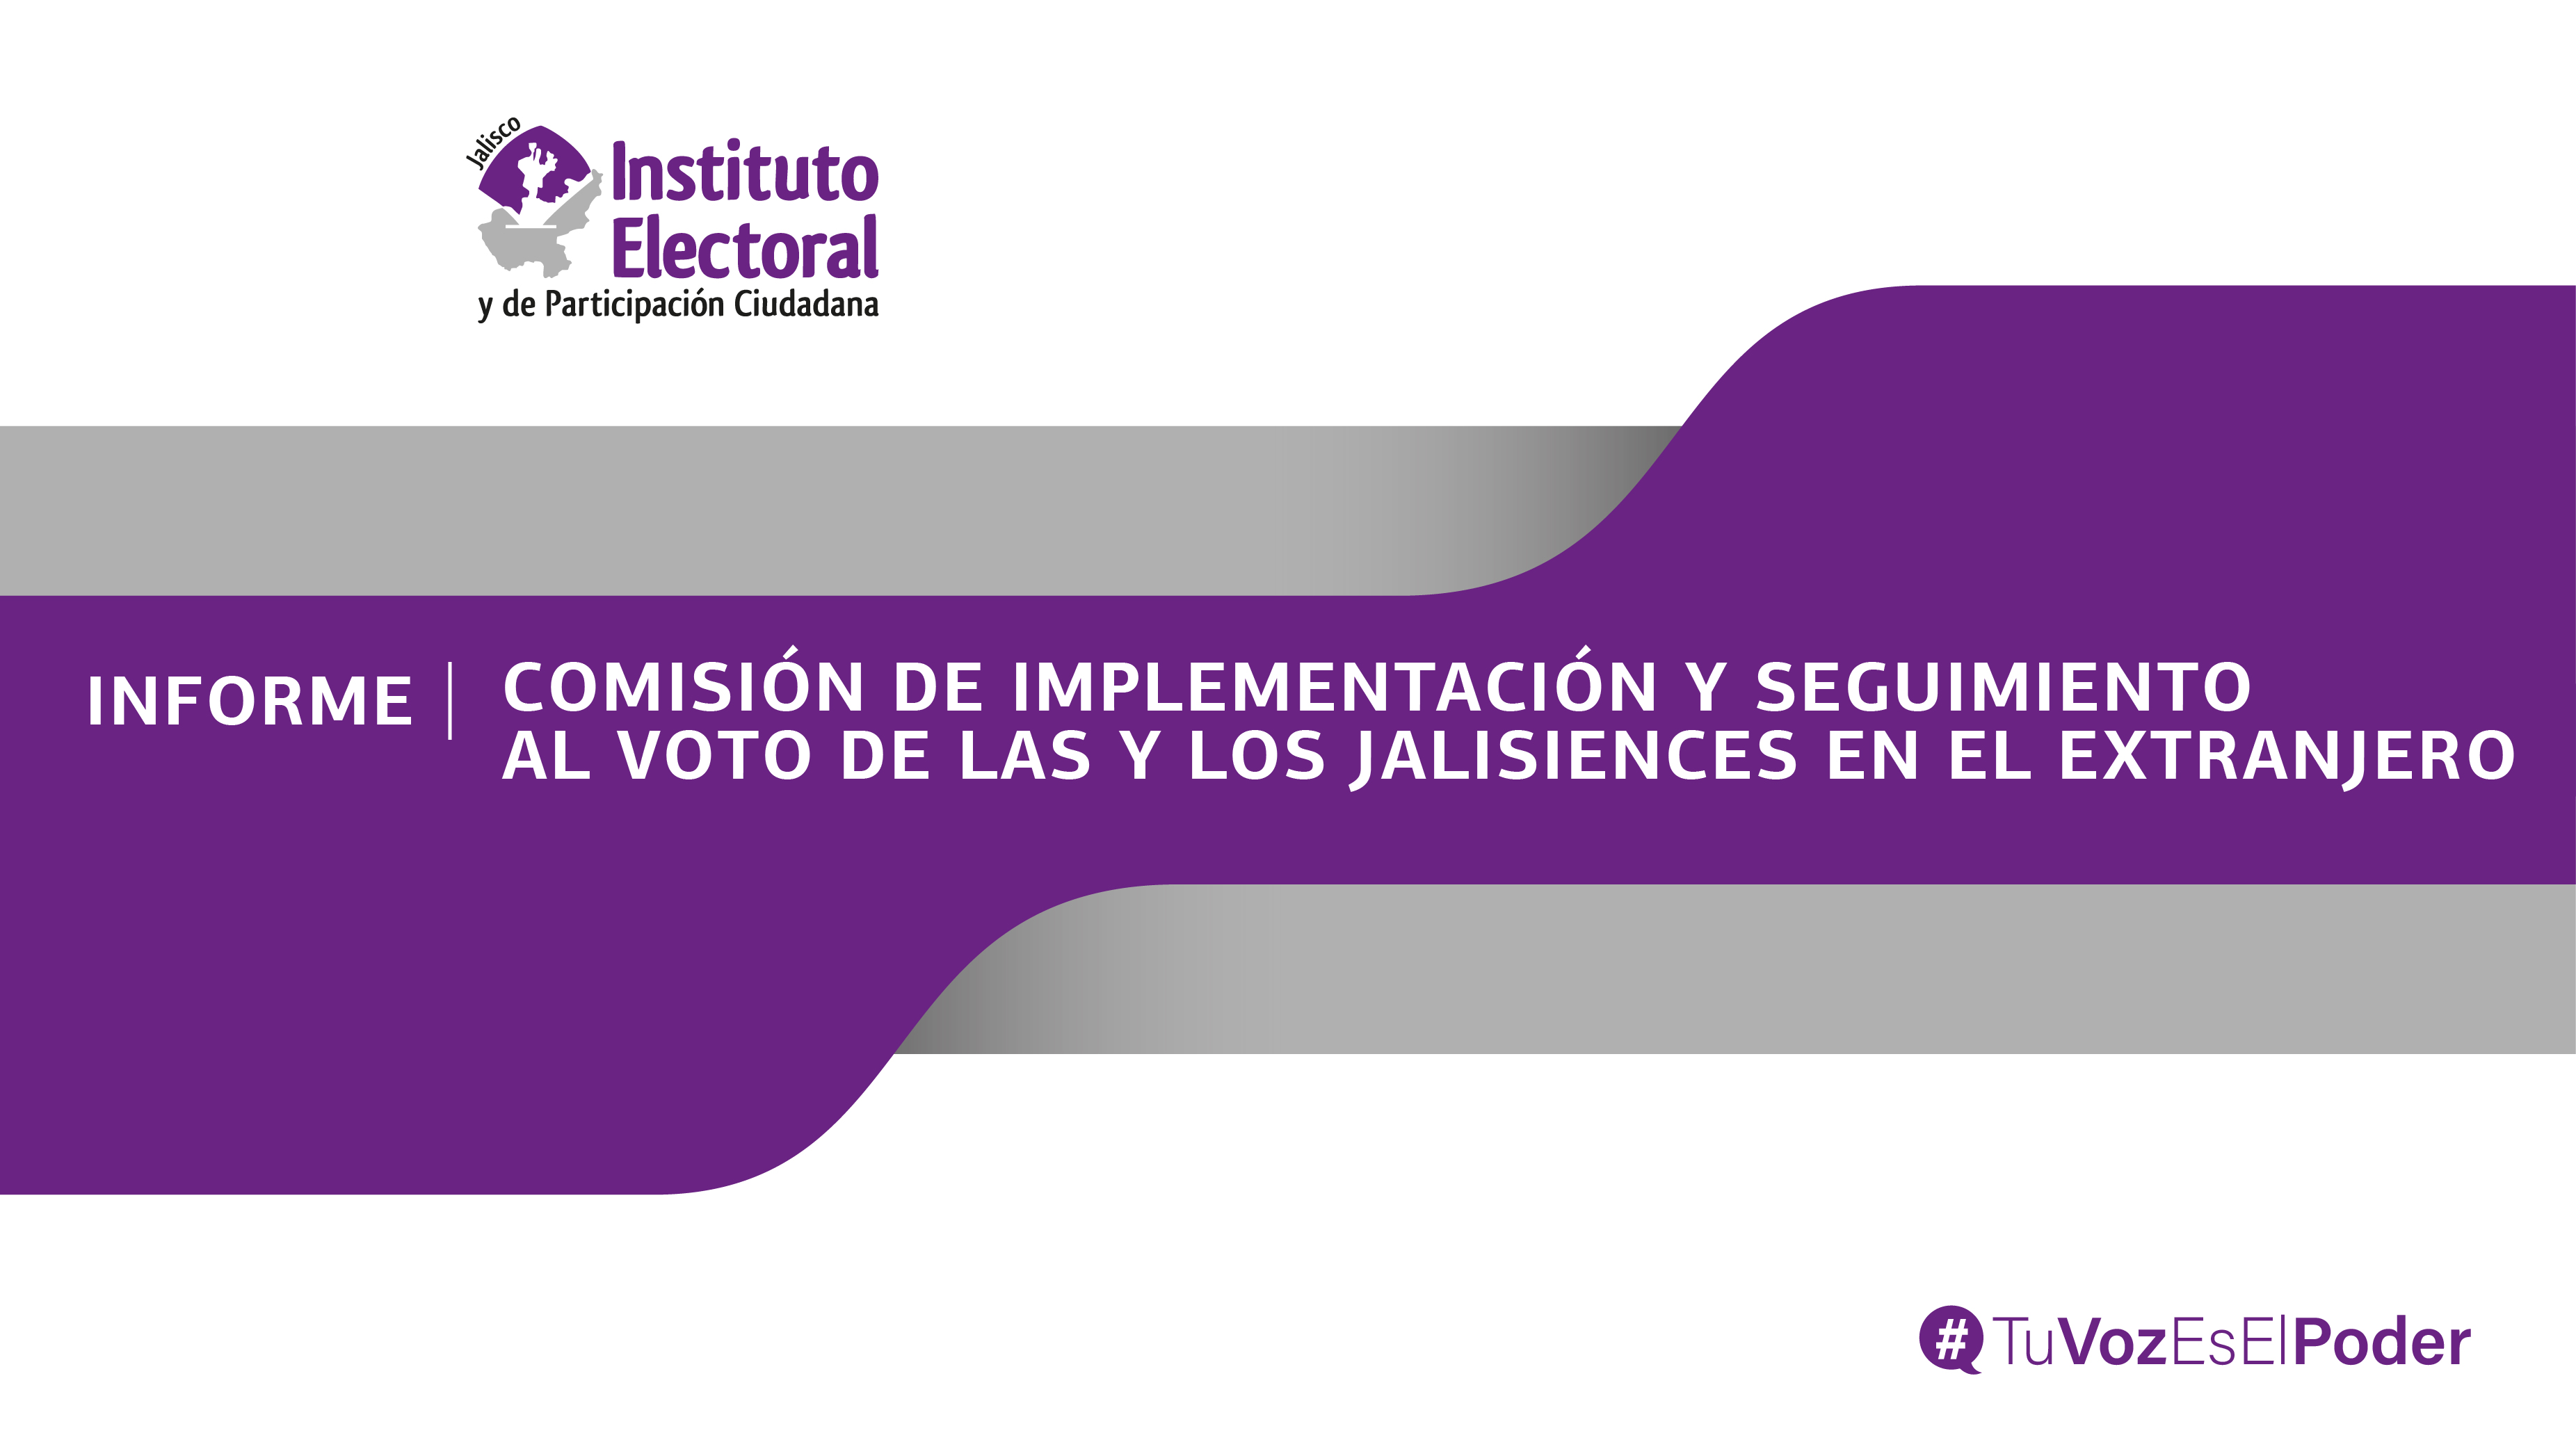 Jalisco
Instituto
Electoral
y de Participación Ciudadana
INFORME
COMISIÓN DE IMPLEMENTACIÓN Y SEGUIMIENTO
AL VOTO DE LAS Y LOS JALISIENCES EN EL EXTRANJERO
#TuVozEsElPoder